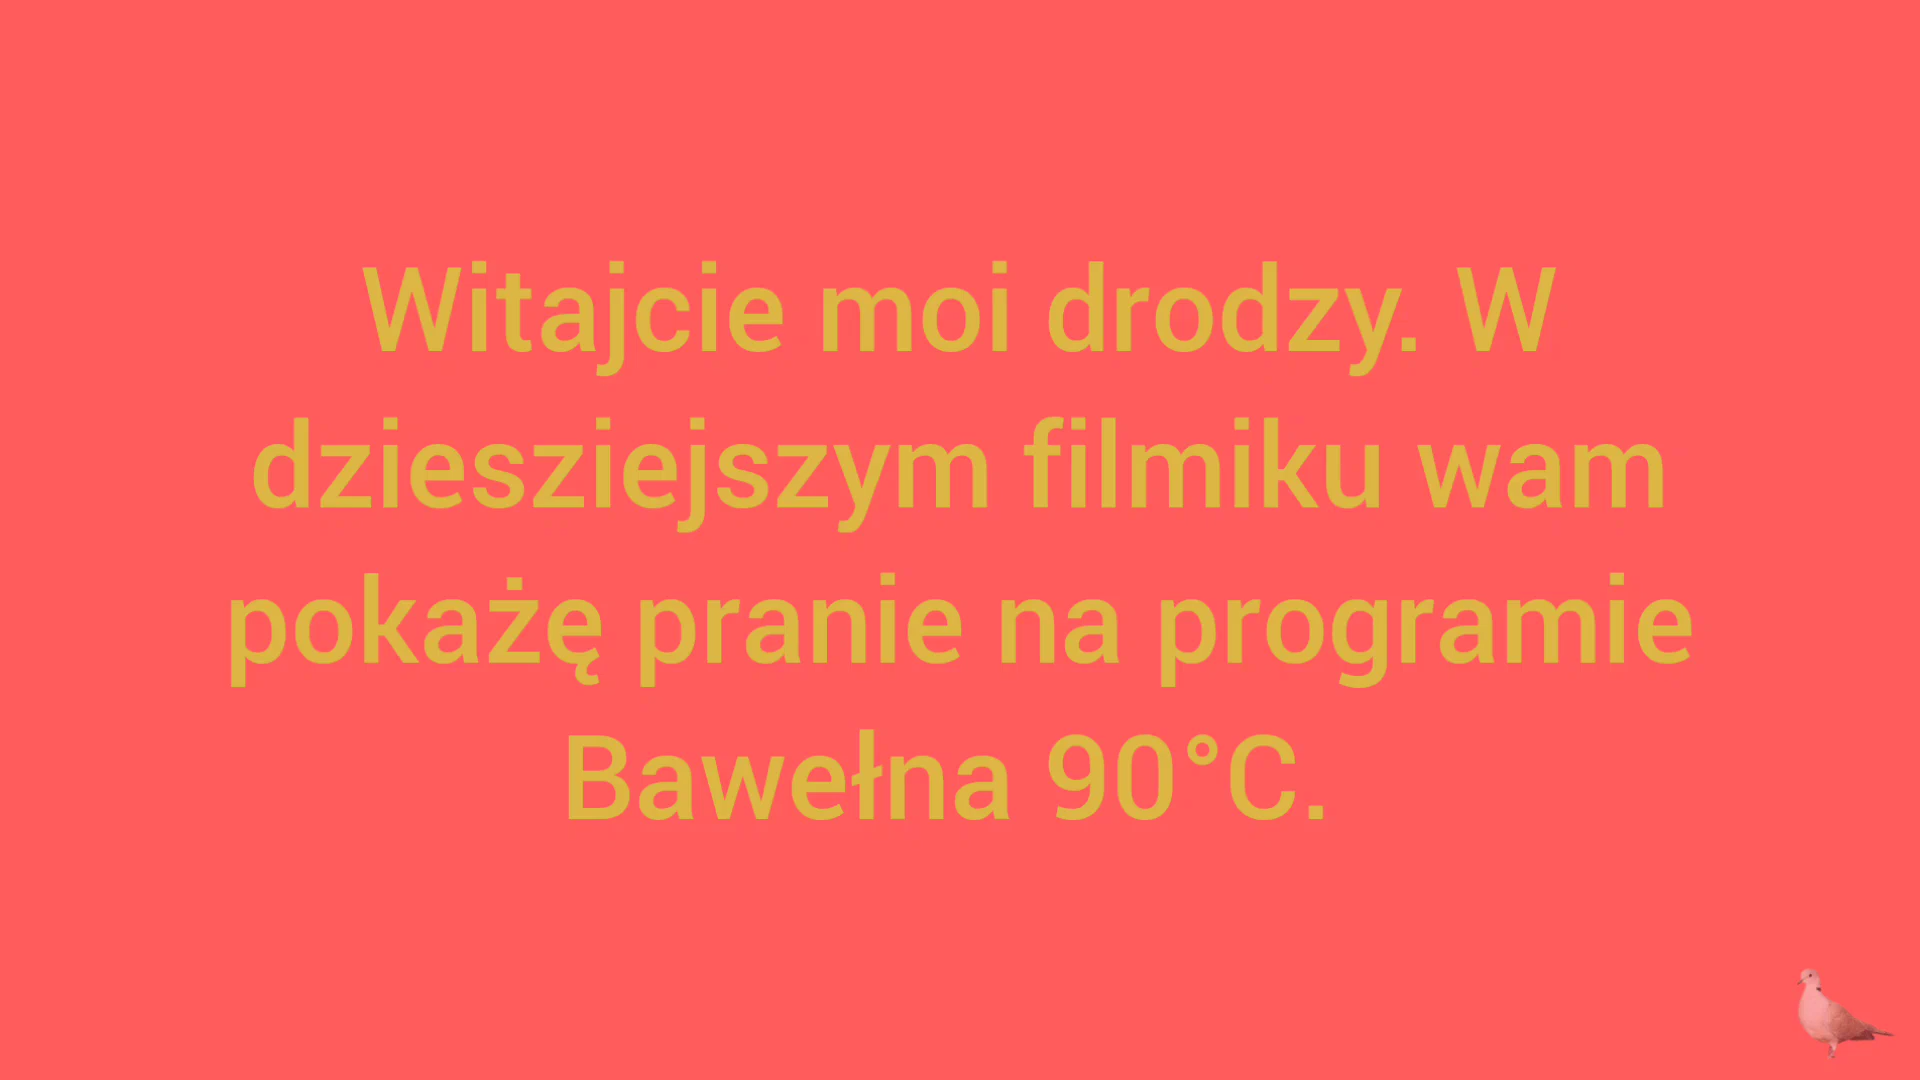 Witajcie moi drodzy. W
dziesziejszym filmiku wam
pokażę pranie na programie
Bawełna 90°C.